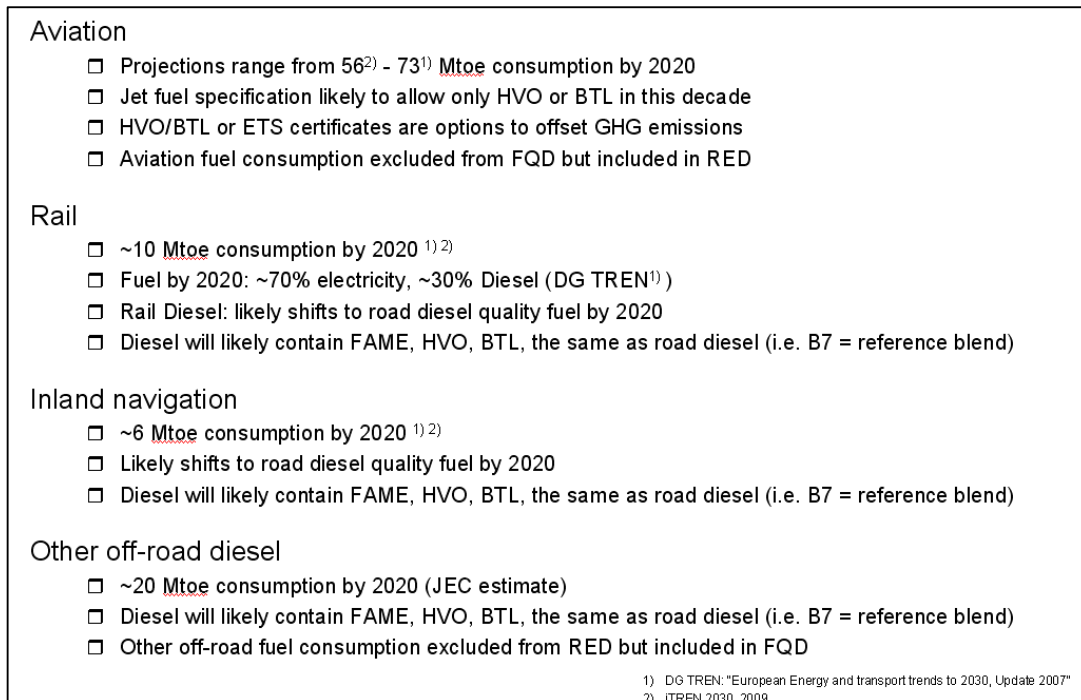 Aviation
☐ Projections range from 56²⁾ - 73¹⁾ Mtoe consumption by 2020
☐ Jet fuel specification likely to allow only HVO or BTL in this decade
☐ HVO/BTL or ETS certificates are options to offset GHG emissions
☐ Aviation fuel consumption excluded from FQD but included in RED
Rail
☐ ~10 Mtoe consumption by 2020 ¹⁾ ²⁾
☐ Fuel by 2020: ~70% electricity, ~30% Diesel (DG TREN¹⁾ )
☐ Rail Diesel: likely shifts to road diesel quality fuel by 2020
☐ Diesel will likely contain FAME, HVO, BTL, the same as road diesel (i.e. B7 = reference blend)
Inland navigation
☐ ~6 Mtoe consumption by 2020 ¹⁾ ²⁾
☐ Likely shifts to road diesel quality fuel by 2020
☐ Diesel will likely contain FAME, HVO, BTL, the same as road diesel (i.e. B7 = reference blend)
Other off-road diesel
☐ ~20 Mtoe consumption by 2020 (JEC estimate)
☐ Diesel will likely contain FAME, HVO, BTL, the same as road diesel (i.e. B7 = reference blend)
☐ Other off-road fuel consumption excluded from RED but included in FQD
1) DG TREN: "European Energy and transport trends to 2030, Update 2007"
2) iTREN 2030, 2009